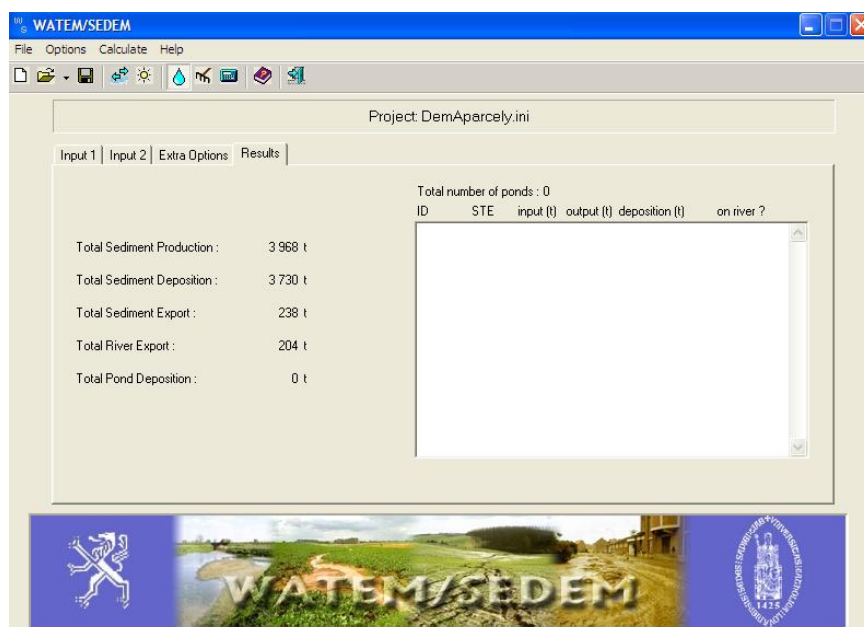 WATEM/SEDEM
File Options Calculate Help
Project: DemAparcely.ini
Input 1 Input 2 Extra Options Results
Total number of ponds : 0
ID STE input (t) output (t) deposition (t) on river ?
Total Sediment Production : 3 968 t
Total Sediment Deposition : 3 730 t
Total Sediment Export : 238 t
Total River Export : 204 t
Total Pond Deposition : 0 t
WATEM/SEDEM
1425